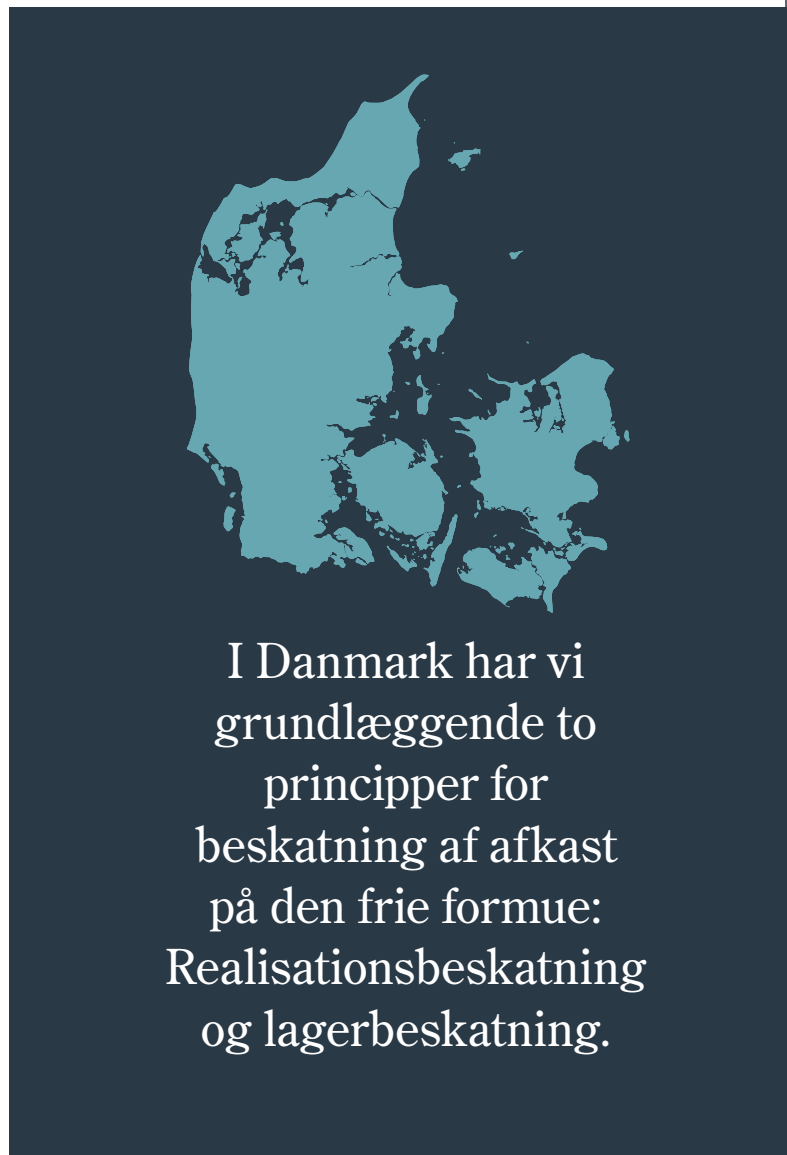 I Danmark har vi
grundlæggende to
principper for
beskatning af afkast
på den frie formue:
Realisationsbeskatning
og lagerbeskatning.